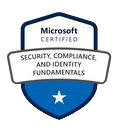 Microsoft
CERTIFIED
SECURITY, COMPLIANCE,
AND IDENTITY
FUNDAMENTALS